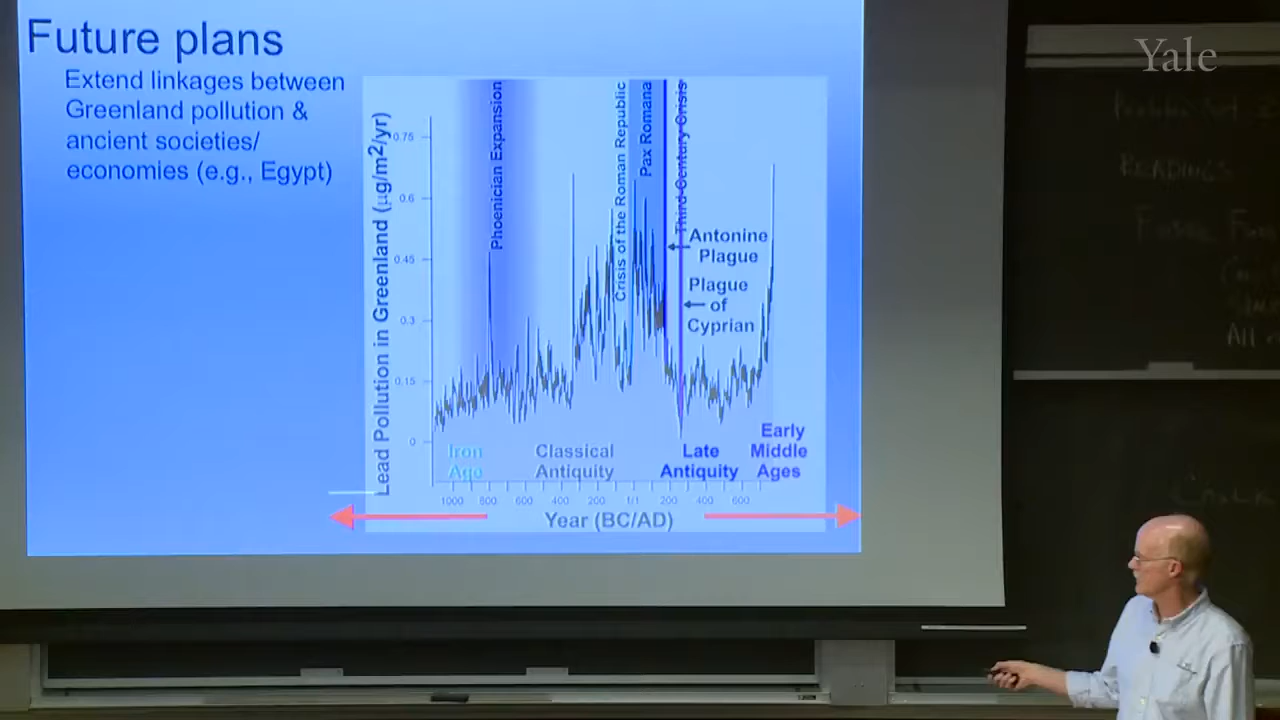 Future plans
Extend linkages between
Greenland pollution &
ancient societies/
economies (e.g., Egypt)
Lead Pollution in Greenland (μg/m²/yr)
0.75
0.6
0.45
0.3
0.15
0
Phoenician Expansion
Crisis of the Roman Republic
Pax Romana
Third-Century Crisis
Antonine
Plague
Plague
of
Cyprian
Iron
Age
Classical
Antiquity
Late
Antiquity
Early
Middle
Ages
1000 800 600 400 200 1/1 200 400 600
Year (BC/AD)
Yale
READINGS